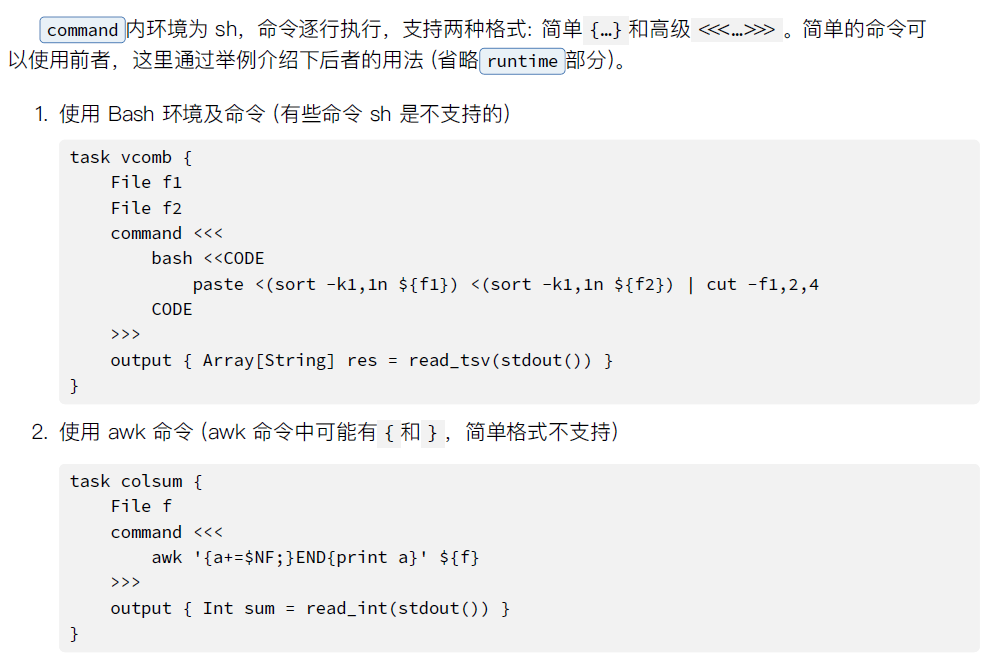 command内环境为 sh，命令逐行执行，支持两种格式: 简单 {…} 和高级 <<<…>>> 。简单的命令可
以使用前者，这里通过举例介绍下后者的用法 (省略 runtime 部分)。
1. 使用 Bash 环境及命令 (有些命令 sh 是不支持的)
task vcomb {
    File f1
    File f2
    command <<<
        bash <<CODE
            paste <(sort -k1,1n ${f1}) <(sort -k1,1n ${f2}) | cut -f1,2,4
        CODE
    >>>
    output { Array[String] res = read_tsv(stdout()) }
}
2. 使用 awk 命令 (awk 命令中可能有 { 和 } ，简单格式不支持)
task colsum {
    File f
    command <<<
        awk '{a+=$NF;}END{print a}' ${f}
    >>>
    output { Int sum = read_int(stdout()) }
}